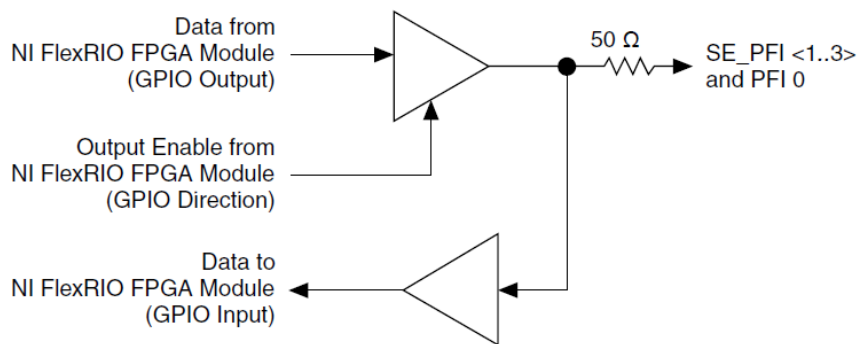 Data from
NI FlexRIO FPGA Module
(GPIO Output)
50 Ω
SE_PFI <1..3>
and PFI 0
Output Enable from
NI FlexRIO FPGA Module
(GPIO Direction)
Data to
NI FlexRIO FPGA Module
(GPIO Input)